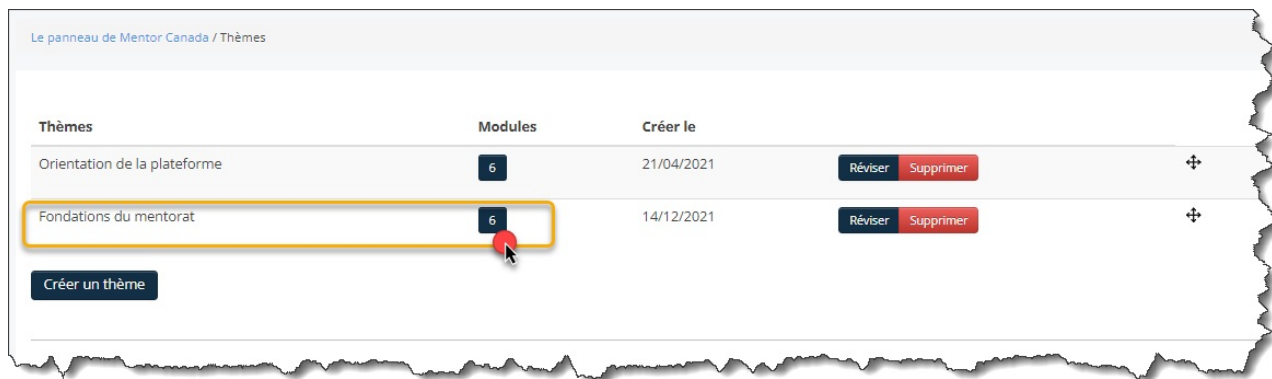 Le panneau de Mentor Canada / Thèmes
Thèmes Modules Créer le
Orientation de la plateforme 6 21/04/2021 Réviser Supprimer
Fondations du mentorat 6 14/12/2021 Réviser Supprimer
Créer un thème